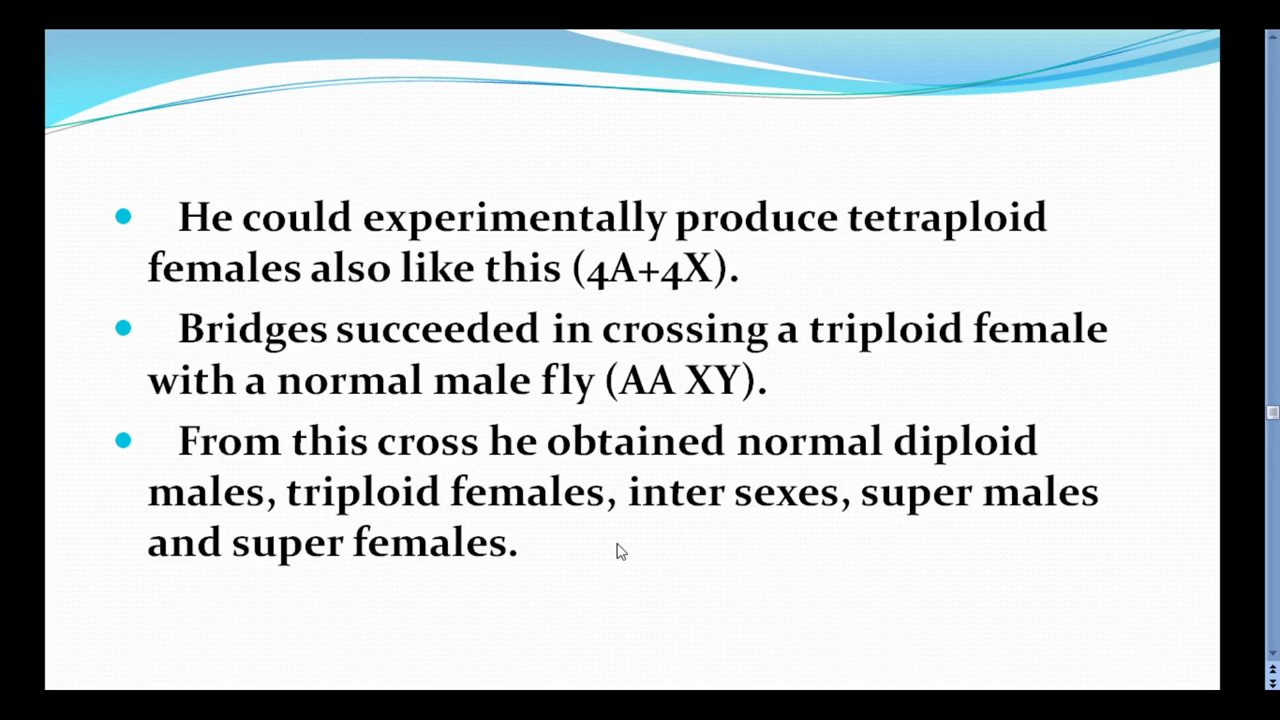 He could experimentally produce tetraploid
females also like this (4A+4X).
Bridges succeeded in crossing a triploid female
with a normal male fly (AA XY).
From this cross he obtained normal diploid
males, triploid females, inter sexes, super males
and super females.